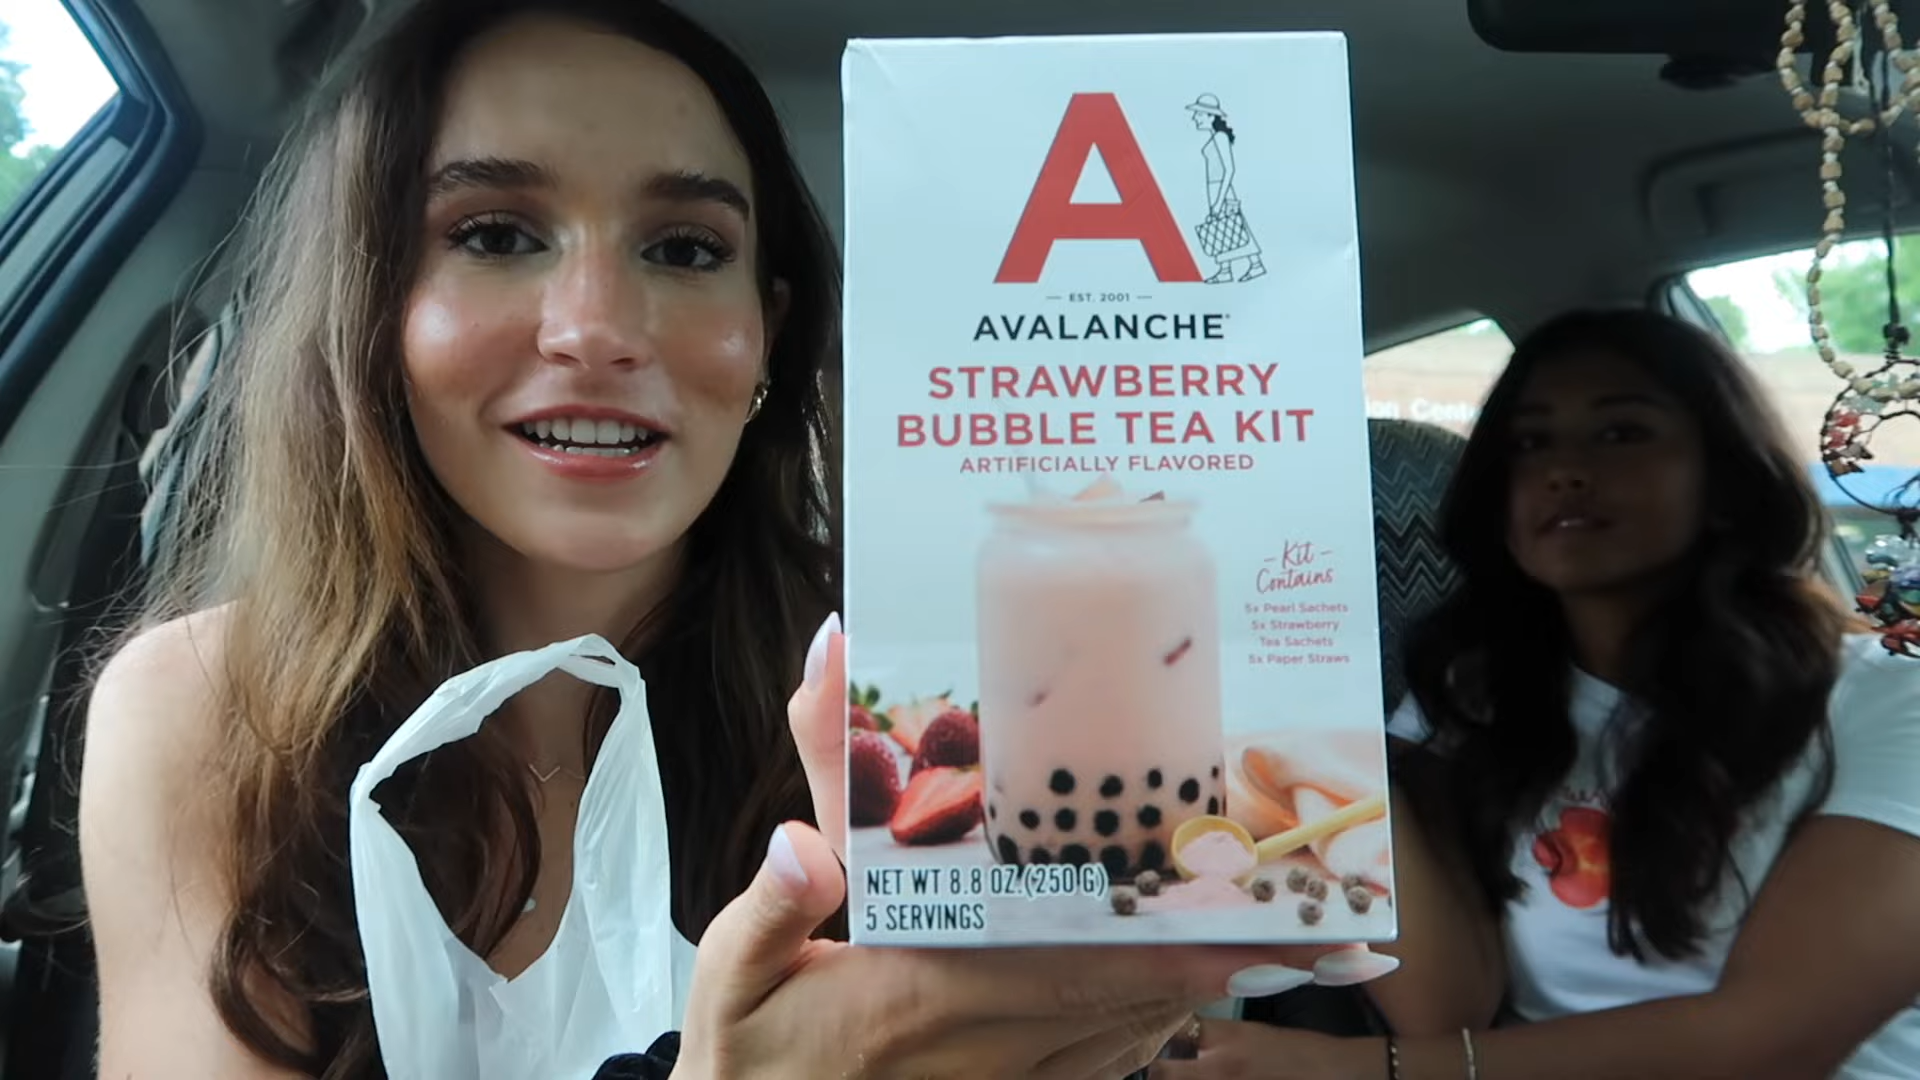 A
EST. 2001
AVALANCHE®
STRAWBERRY
BUBBLE TEA KIT
ARTIFICIALLY FLAVORED
- Kit -
Contains
5x Pearl Sachets
5x Strawberry
Tea Sachets
5x Paper Straws
NET WT 8.8 OZ.(250 G)
5 SERVINGS